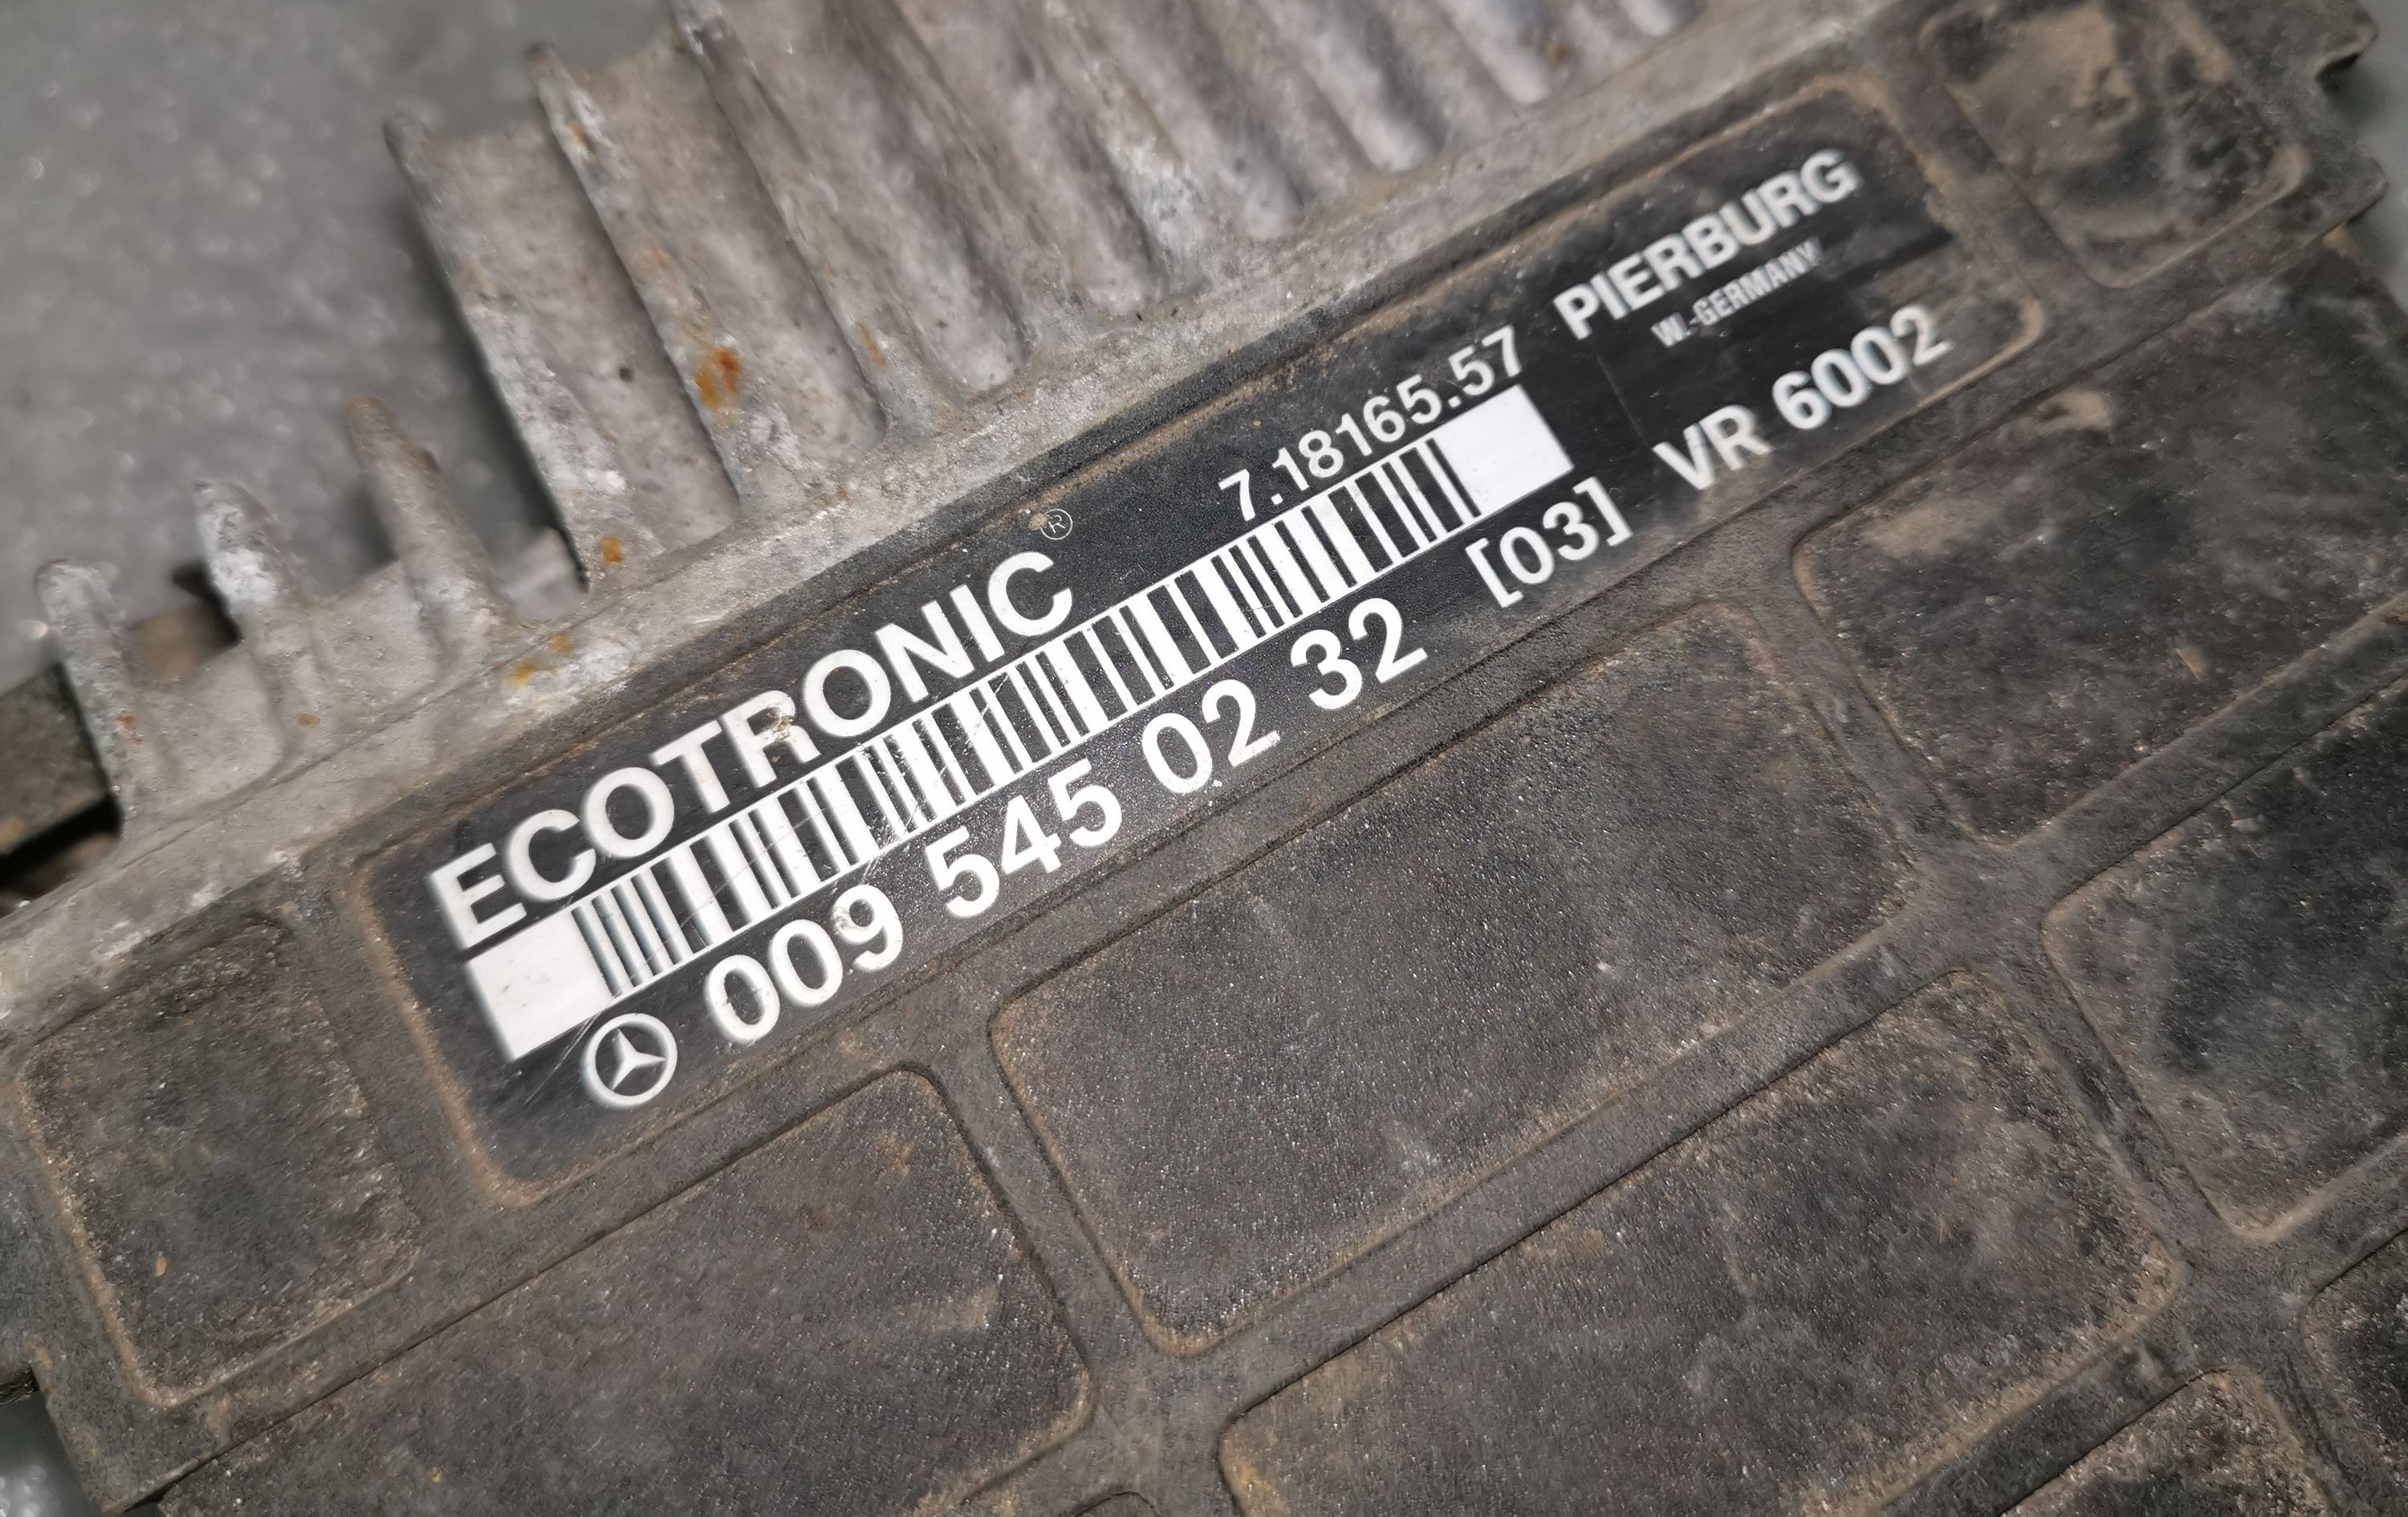 ECOTRONIC®
7.18165.57
PIERBURG
W.-GERMANY
009 545 02 32 [03]
VR 6002